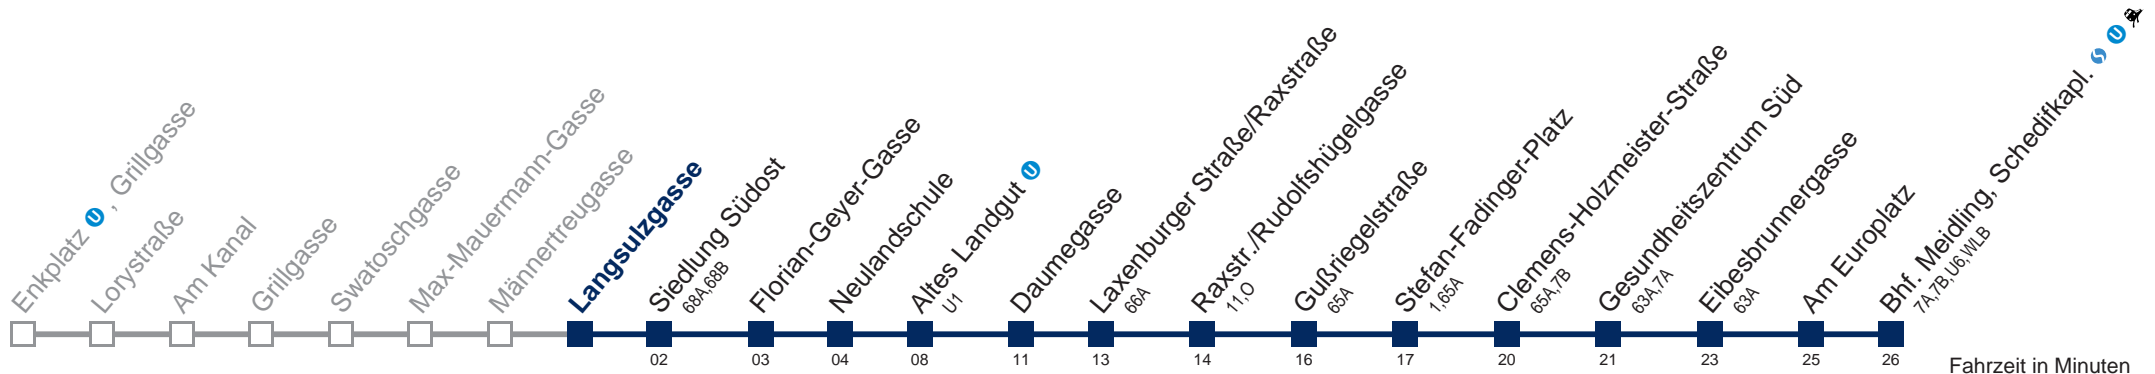 Enkplatz U , Grillgasse
Lorystraße
Am Kanal
Grillgasse
Swatoschgasse
Max-Mauermann-Gasse
Männertreugasse
Langsulzgasse
Siedlung Südost
68A,68B
02
Florian-Geyer-Gasse
03
Neulandschule
04
Altes Landgut U
U1
08
Daumegasse
11
Laxenburger Straße/Raxstraße
66A
13
Raxstr./Rudolfshügelgasse
11,O
14
Gußriegelstraße
65A
16
Stefan-Fadinger-Platz
1,65A
17
Clemens-Holzmeister-Straße
65A,7B
20
Gesundheitszentrum Süd
63A,7A
21
Eibesbrunnergasse
63A
23
Am Europlatz
25
Bhf. Meidling, Schedifkapl. S U
7A,7B,U6,WLB
26
Fahrzeit in Minuten